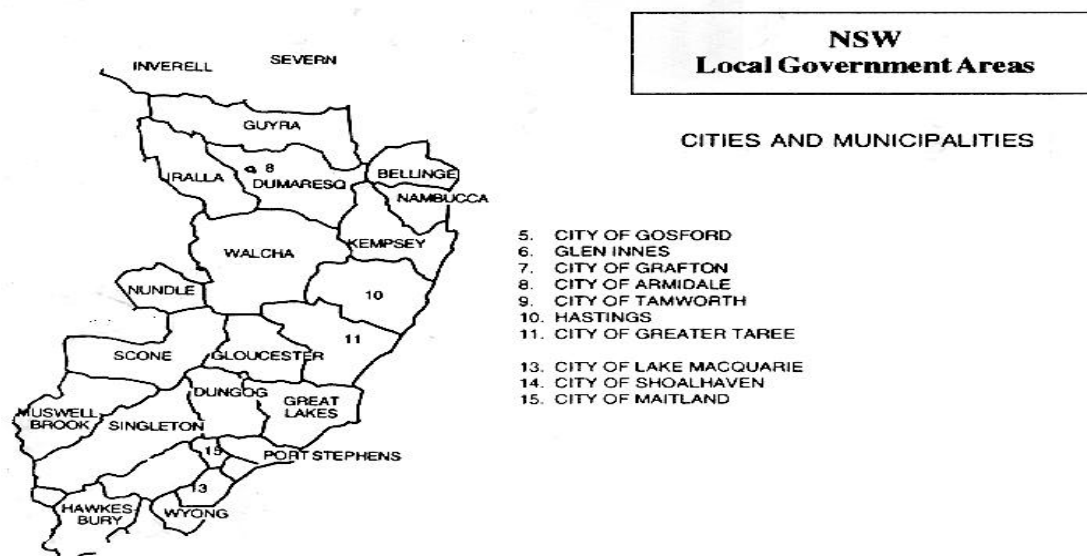 NSW
Local Government Areas
CITIES AND MUNICIPALITIES
INVERELL
SEVERN
GUYRA
8
IRALLA
DUMARESQ
BELLINGE
NAMBUCCA
WALCHA
KEMPSEY
NUNDLE
10
11
SCONE
GLOUCESTER
DUNGOG
GREAT
LAKES
MUSWELL
BROOK
SINGLETON
15
PORT STEPHENS
13
HAWKES
BURY
WYONG
5. CITY OF GOSFORD
6. GLEN INNES
7. CITY OF GRAFTON
8. CITY OF ARMIDALE
9. CITY OF TAMWORTH
10. HASTINGS
11. CITY OF GREATER TAREE
13. CITY OF LAKE MACQUARIE
14. CITY OF SHOALHAVEN
15. CITY OF MAITLAND